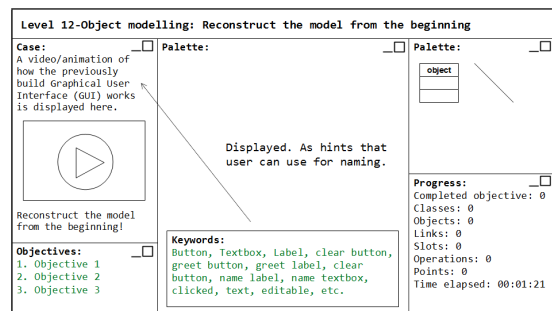 Level 12-Object modelling: Reconstruct the model from the beginning
Case:
A video/animation of
how the previously
build Graphical User
Interface (GUI) works
is displayed here.
Reconstruct the model
from the beginning!
Objectives:
1. Objective 1
2. Objective 2
3. Objective 3
Palette:
Displayed. As hints that
user can use for naming.
Keywords:
Button, Textbox, Label, clear button,
greet button, greet label, clear
button, name label, name textbox,
clicked, text, editable, etc.
Palette:
object
Progress:
Completed objective: 0
Classes: 0
Objects: 0
Links: 0
Slots: 0
Operations: 0
Points: 0
Time elapsed: 00:01:21